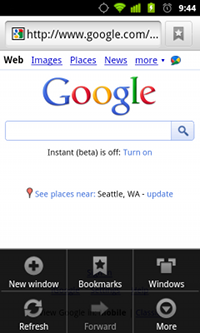 9:44
http://www.google.com/...
Web Images Places News more
Google
Instant (beta) is off: Turn on
See places near: Seattle, WA - update
New window Bookmarks Windows
Refresh Forward More